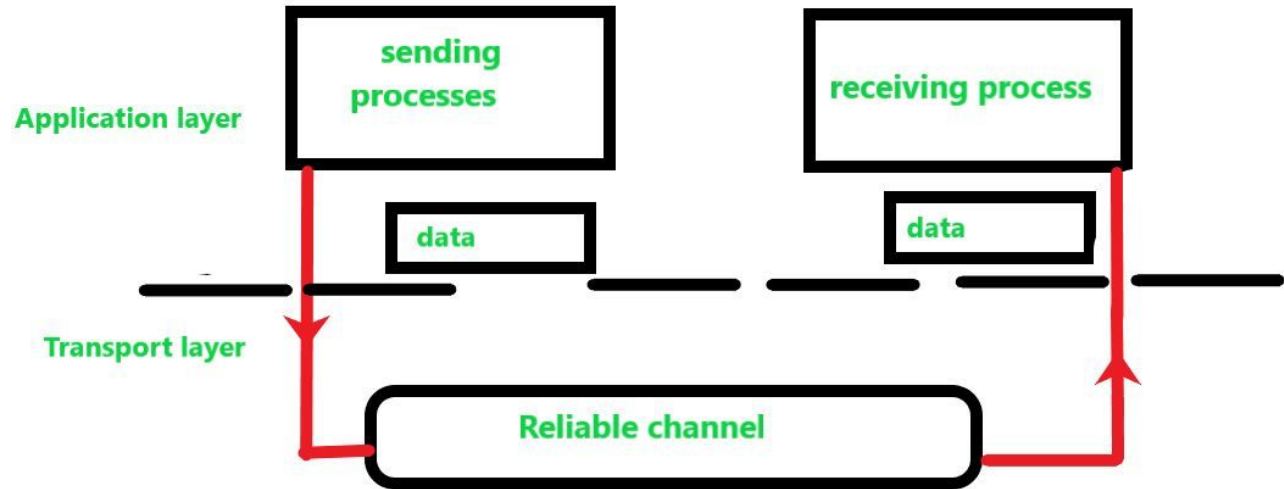 sending
processes
receiving process
Application layer
data
data
Transport layer
Reliable channel